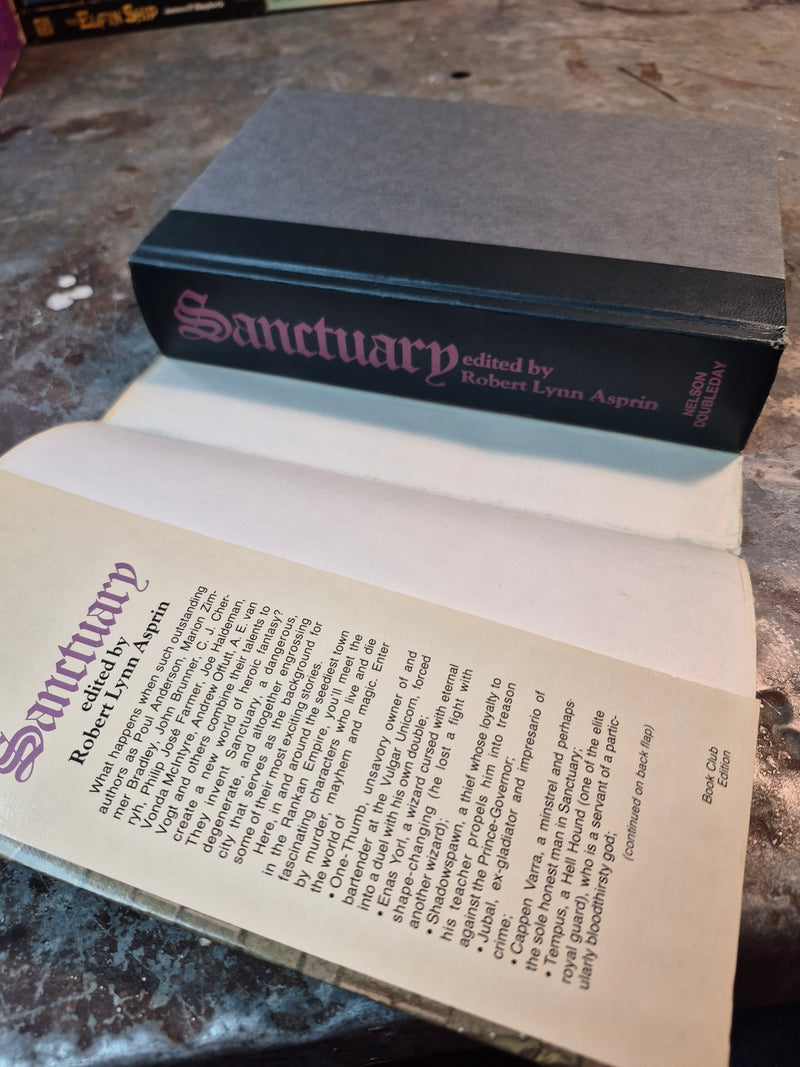 THE ELFIN SHIP
Sanctuary
edited by
Robert Lynn Asprin
NELSON
DOUBLEDAY
Sanctuary
edited by
Robert Lynn Asprin
What happens when such outstanding
authors as Poul Anderson, Marion Zim-
mer Bradley, John Brunner, C. J. Cher-
ryh, Philip José Farmer, Joe Haldeman,
Vonda McIntyre, Andrew Offutt, A. E. van
Vogt and others combine their talents to
create a new world of heroic fantasy?
They invent Sanctuary, a dangerous,
degenerate, and altogether engrossing
city that serves as the background for
some of their most exciting stories.
Here, in and around the seediest town
in the Rankan Empire, you'll meet the
fascinating characters who live and die
by murder, mayhem and magic. Enter
the world of
• One-Thumb, unsavory owner of and
bartender at the Vulgar Unicorn, forced
into a duel with his own double;
• Enas Yorl, a wizard cursed with eternal
shape-changing (he lost a fight with
another wizard);
• Shadowspawn, a thief whose loyalty to
his teacher propels him into treason
against the Prince-Governor;
• Jubal, ex-gladiator and impresario of
crime;
• Cappen Varra, a minstrel and perhaps
the sole honest man in Sanctuary;
• Tempus, a Hell Hound (one of the elite
royal guard), who is a servant of a partic-
ularly bloodthirsty god;
(continued on back flap)
Book Club
Edition